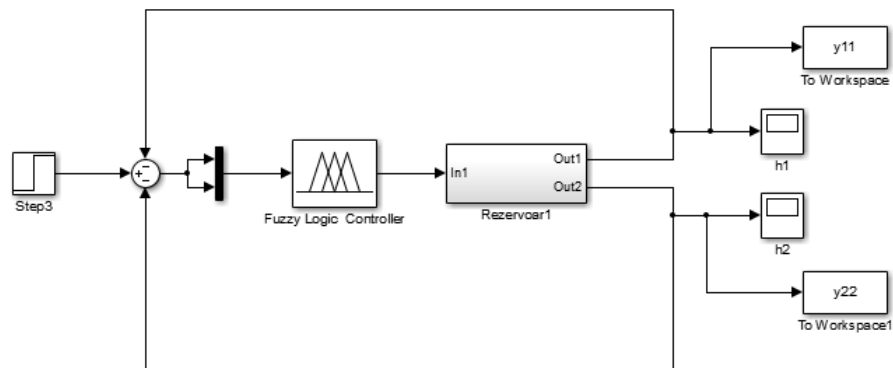 y11
To Workspace
h1
Step3
+
−
−
Fuzzy Logic Controller
In1
Out1
Out2
Rezervoar1
h2
y22
To Workspace1